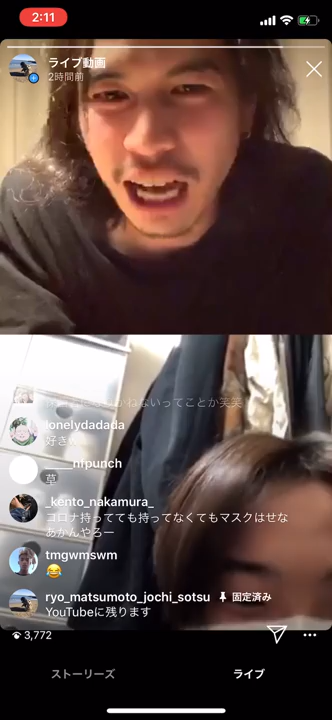 2:11
ライブ動画
2時間前
lonelydadada
_kento_nakamura_
コロナ持ってても持ってなくてもマスクはせな
あかんやろー
tmgwmswm
😂
ryo_matsumoto_jochi_sotsu 固定済み
YouTubeに残ります
3,772
ストーリーズ
ライブ